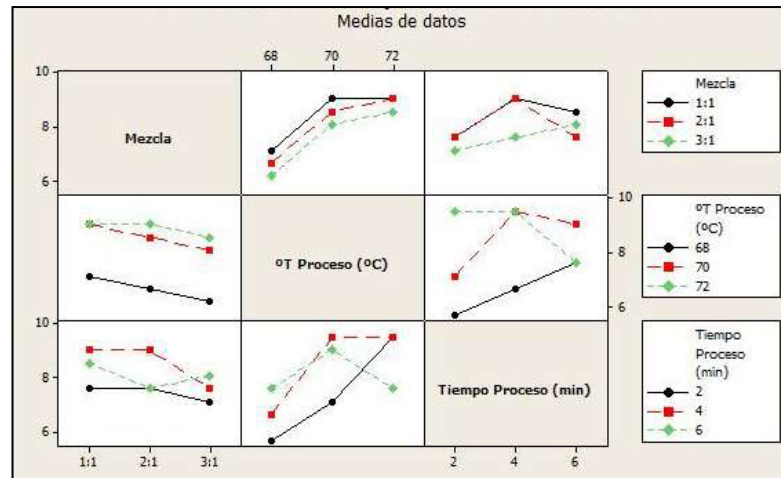 Medias de datos
68 70 72
10
8
6
Mezcla
Mezcla
1:1
2:1
3:1
ºT Proceso (ºC)
10
8
6
ºT Proceso
(ºC)
68
70
72
10
8
6
Tiempo Proceso (min)
Tiempo
Proceso
(min)
2
4
6
1:1 2:1 3:1
2 4 6